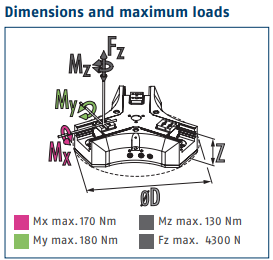 Dimensions and maximum loads
Fz
Mz
My
Mx
Z
øD
Mx max. 170 Nm
Mz max. 130 Nm
My max. 180 Nm
Fz max. 4300 N